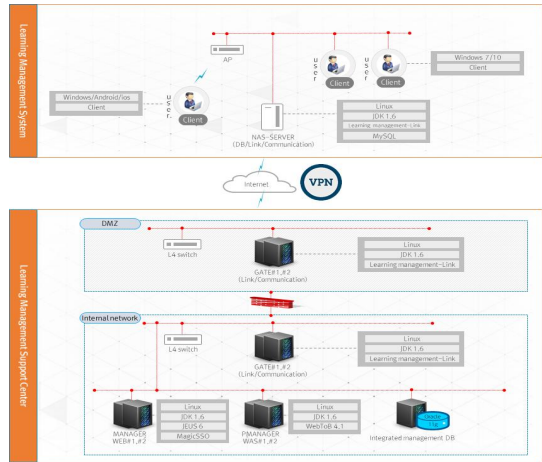 Learning Management System
AP
user
Client
user
Client
Windows 7/10
Client
Windows/Android/ios
Client
user.
Client
NAS-SERVER
(DB/Link/Communication)
Linux
JDK 1,6
Learning management-Link
MySQL
Internet
VPN
Learning Management Support Center
DMZ
L4 switch
GATE#1,#2
(Link/Communication)
Linux
JDK 1,6
Learning management-Link
Internal network
L4 switch
GATE#1,#2
(Link/Communication)
Linux
JDK 1,6
Learning management-Link
MANAGER
WEB#1,#2
Linux
JDK 1,6
JEUS 6
MagicSSO
PMANAGER
WAS#1,#2
Linux
JDK 1,6
WebToB 4,1
Integrated management DB
Oracle